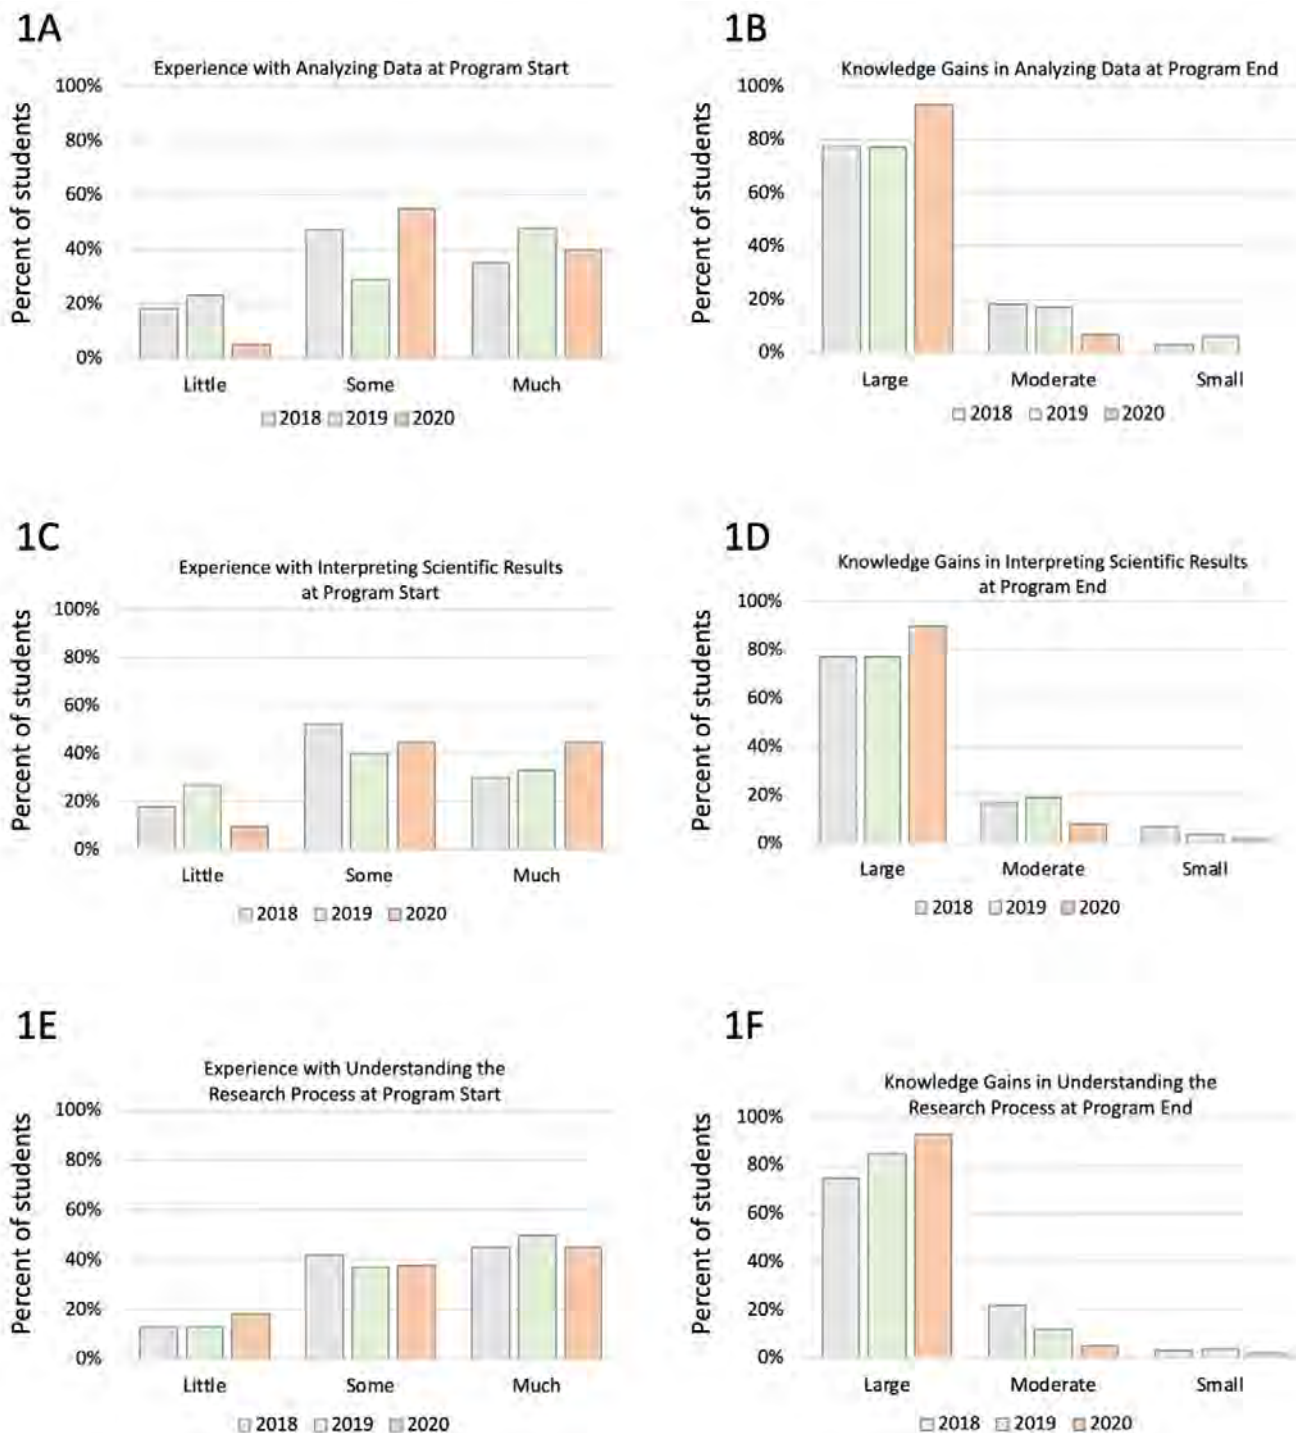 1A
Experience with Analyzing Data at Program Start
Percent of students
100%
80%
60%
40%
20%
0%
Little Some Much
2018 2019 2020
1B
Knowledge Gains in Analyzing Data at Program End
Percent of students
100%
80%
60%
40%
20%
0%
Large Moderate Small
2018 2019 2020
1C
Experience with Interpreting Scientific Results
at Program Start
Percent of students
100%
80%
60%
40%
20%
0%
Little Some Much
2018 2019 2020
1D
Knowledge Gains in Interpreting Scientific Results
at Program End
Percent of students
100%
80%
60%
40%
20%
0%
Large Moderate Small
2018 2019 2020
1E
Experience with Understanding the
Research Process at Program Start
Percent of students
100%
80%
60%
40%
20%
0%
Little Some Much
2018 2019 2020
1F
Knowledge Gains in Understanding the
Research Process at Program End
Percent of students
100%
80%
60%
40%
20%
0%
Large Moderate Small
2018 2019 2020